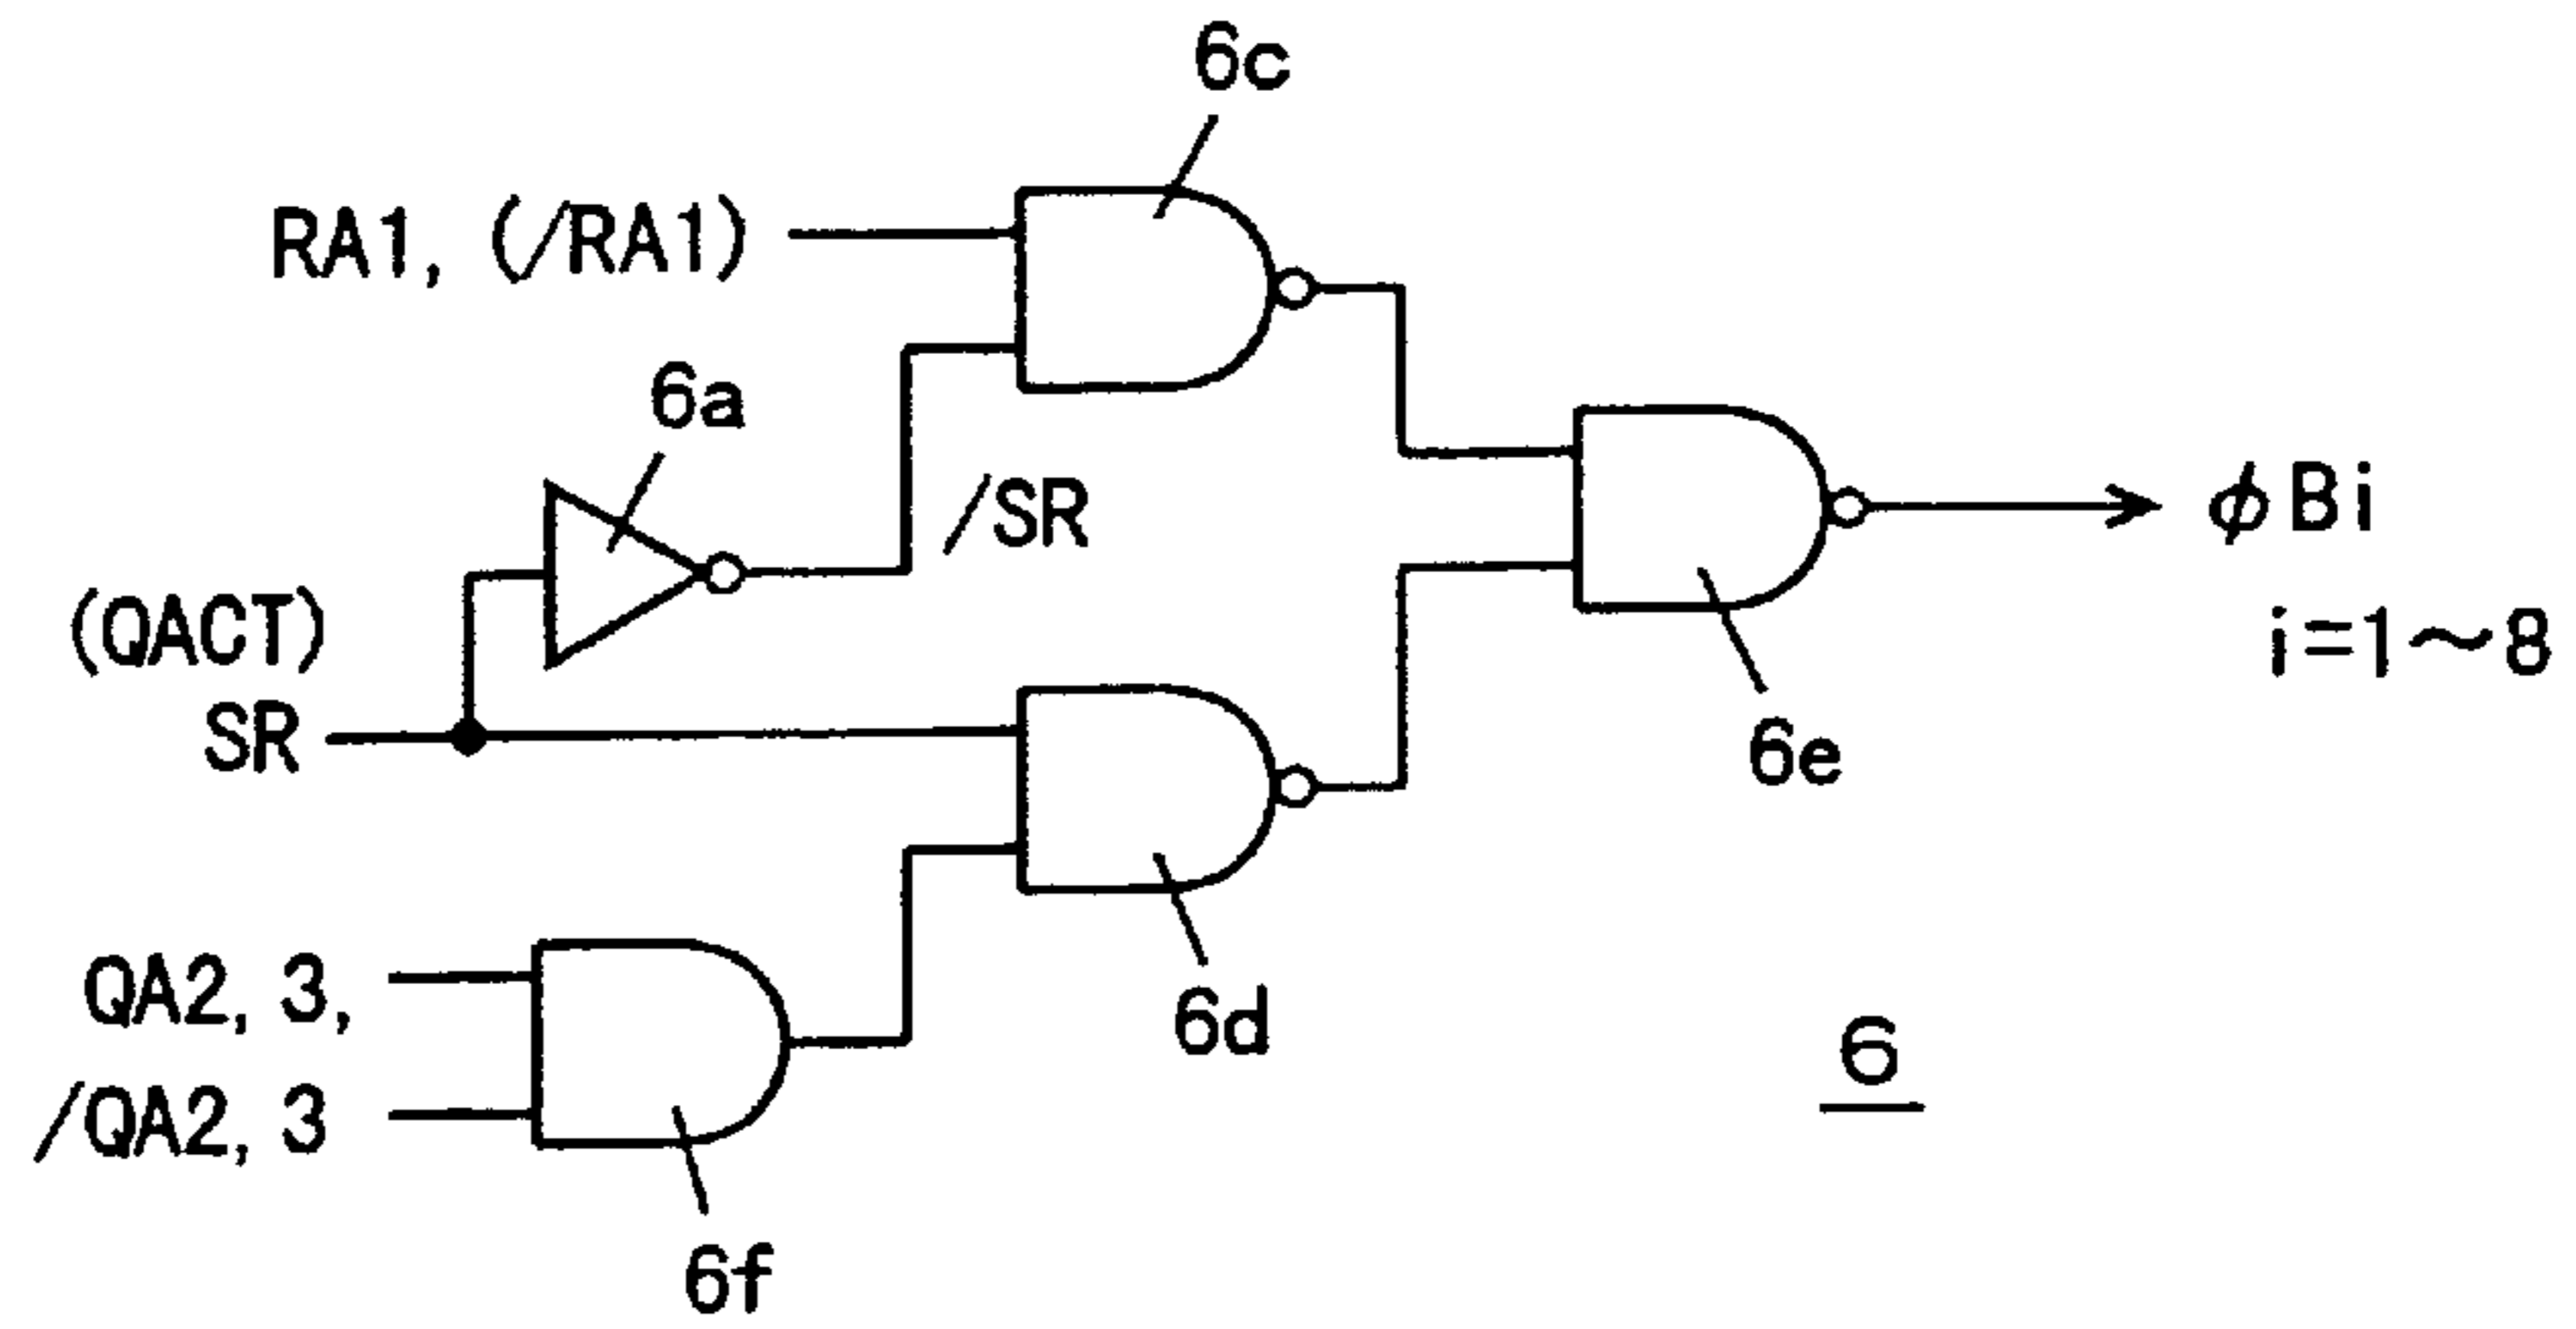 6c
RA1, (/RA1)
6a
/SR
φBi
(QACT)
i=1~8
SR
6e
QA2, 3,
6d
6
/QA2, 3
6f